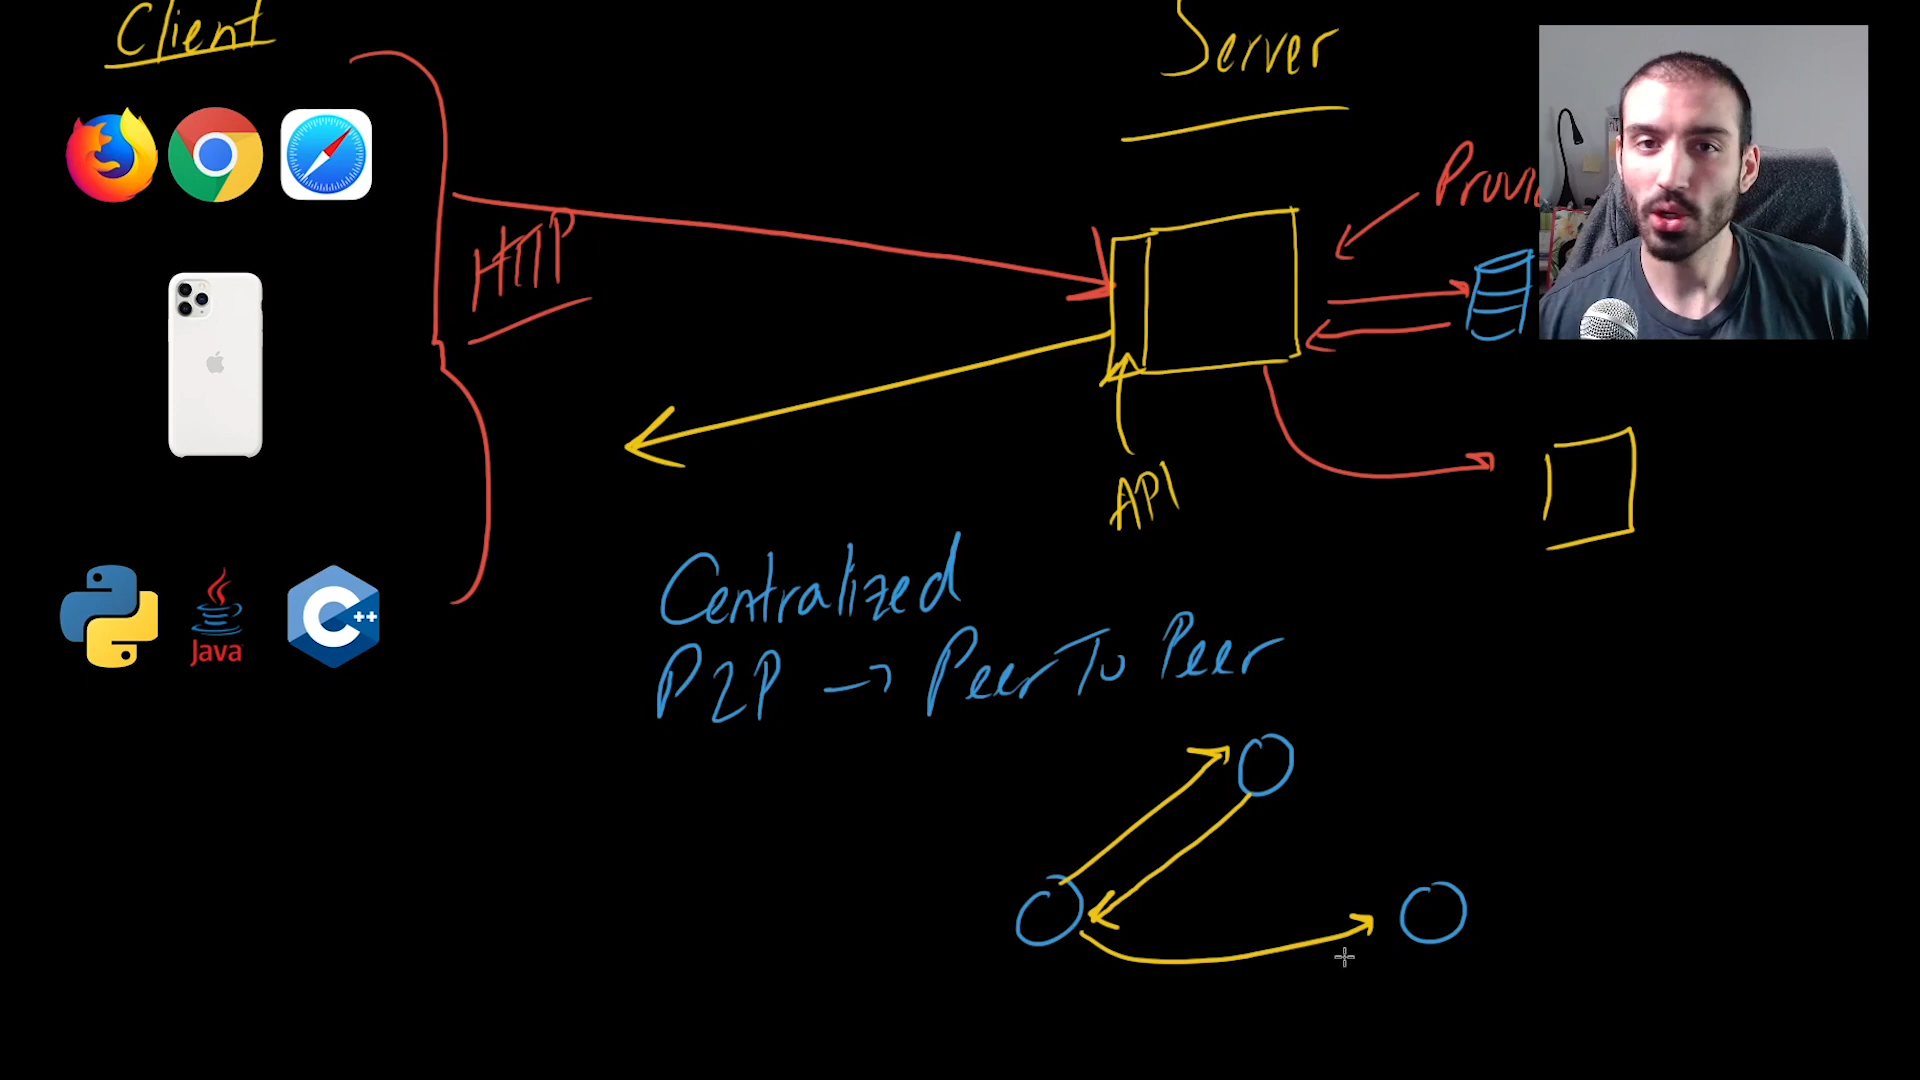 Client
Server
HTTP
API
Java
Centralized
P2P → Peer To Peer